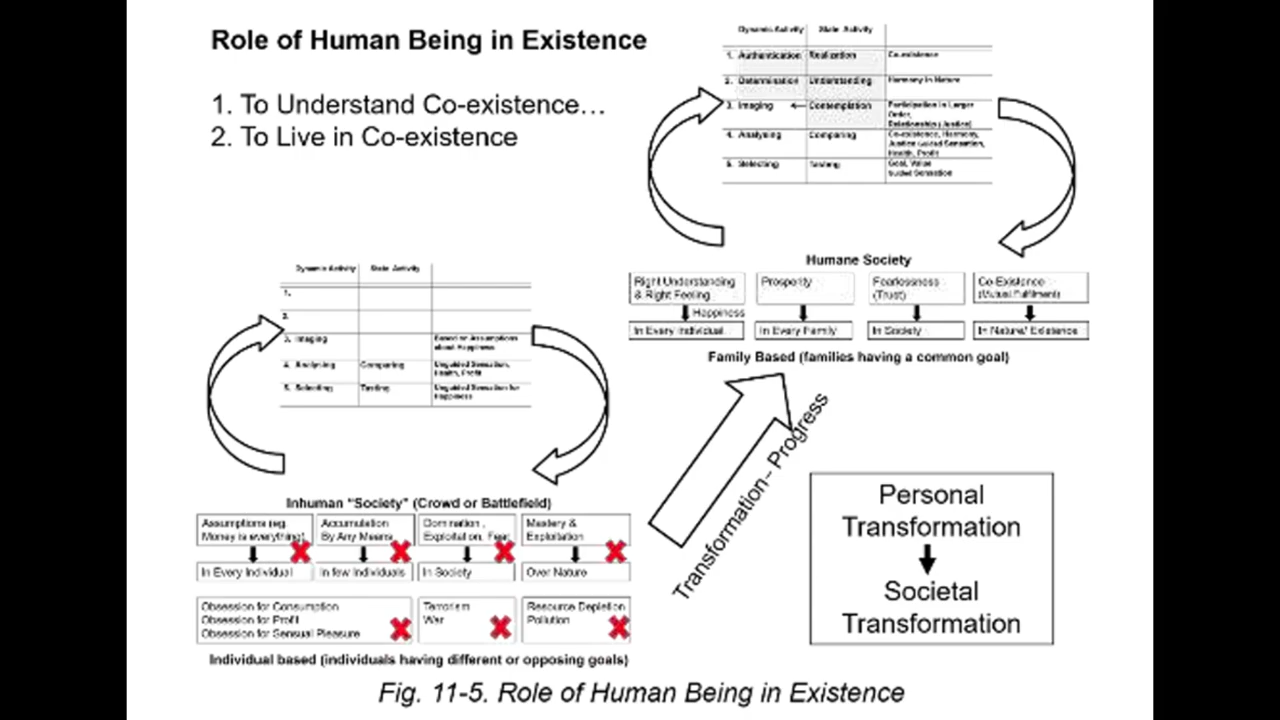 Role of Human Being in Existence
1. To Understand Co-existence…
2. To Live in Co-existence
Dynamic Activity State Activity
1. Authentication Realization Co-existence
2. Determination Understanding Harmony in Nature
3. Imaging Contemplation Participation in Larger
Order,
Relationship (Justice)
4. Analysing Comparing Co-existence, Harmony,
Justice Guided Sensation,
Health, Profit
5. Selecting Tasting Goal, Value
Guided Sensation
Humane Society
Right Understanding
& Right Feeling
Prosperity
Fearlessness
(Trust)
Co-Existence
(Mutual Fulfilment)
Happiness
In Every Individual
In Every Family
In Society
In Nature/ Existence
Family Based (families having a common goal)
Dynamic Activity State Activity
1.
2.
3. Imaging Based on Assumptions
about Happiness
4. Analysing Comparing Unguided Sensation,
Health, Profit
5. Selecting Tasting Unguided Sensation for
Happiness
Inhuman “Society” (Crowd or Battlefield)
Assumptions (eg.
Money is everything)
Accumulation
By Any Means
Domination,
Exploitation, Fear
Mastery &
Exploitation
In Every Individual
In few Individuals
In Society
Over Nature
Obsession for Consumption
Obsession for Profit
Obsession for Sensual Pleasure
Terrorism
War
Resource Depletion
Pollution
Individual based (individuals having different or opposing goals)
Transformation– Progress
Personal
Transformation
Societal
Transformation
Fig. 11-5. Role of Human Being in Existence